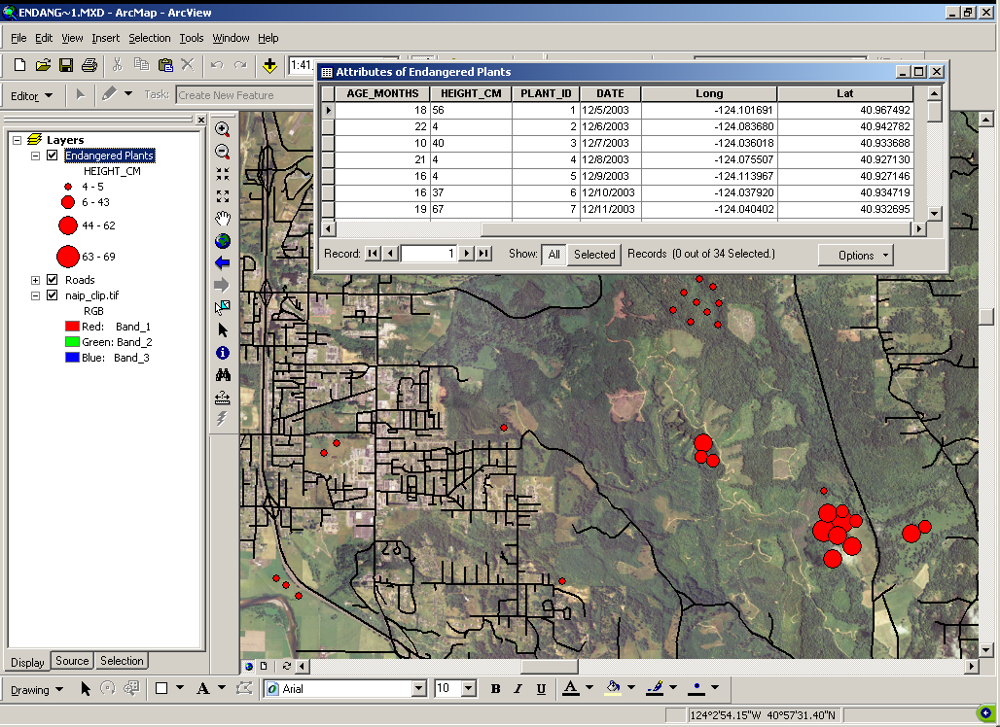 ENDANG~1.MXD - ArcMap - ArcView
File Edit View Insert Selection Tools Window Help
1:41,
Editor Task: Create New Feature
Attributes of Endangered Plants
AGE_MONTHS HEIGHT_CM PLANT_ID DATE Long Lat
18 56 1 12/5/2003 -124.101691 40.967492
22 4 2 12/6/2003 -124.083680 40.942782
10 40 3 12/7/2003 -124.036018 40.933688
21 4 4 12/8/2003 -124.075507 40.927130
16 4 5 12/9/2003 -124.113967 40.927146
16 37 6 12/10/2003 -124.037920 40.934719
19 67 7 12/11/2003 -124.040402 40.932695
Record: 1 Show: All Selected Records (0 out of 34 Selected.) Options
Layers
Endangered Plants
HEIGHT_CM
4 - 5
6 - 43
44 - 62
63 - 69
Roads
naip_clip.tif
RGB
Red: Band_1
Green: Band_2
Blue: Band_3
Display Source Selection
Drawing A Arial 10 B I U A
124°2'54.15"W 40°57'31.40"N